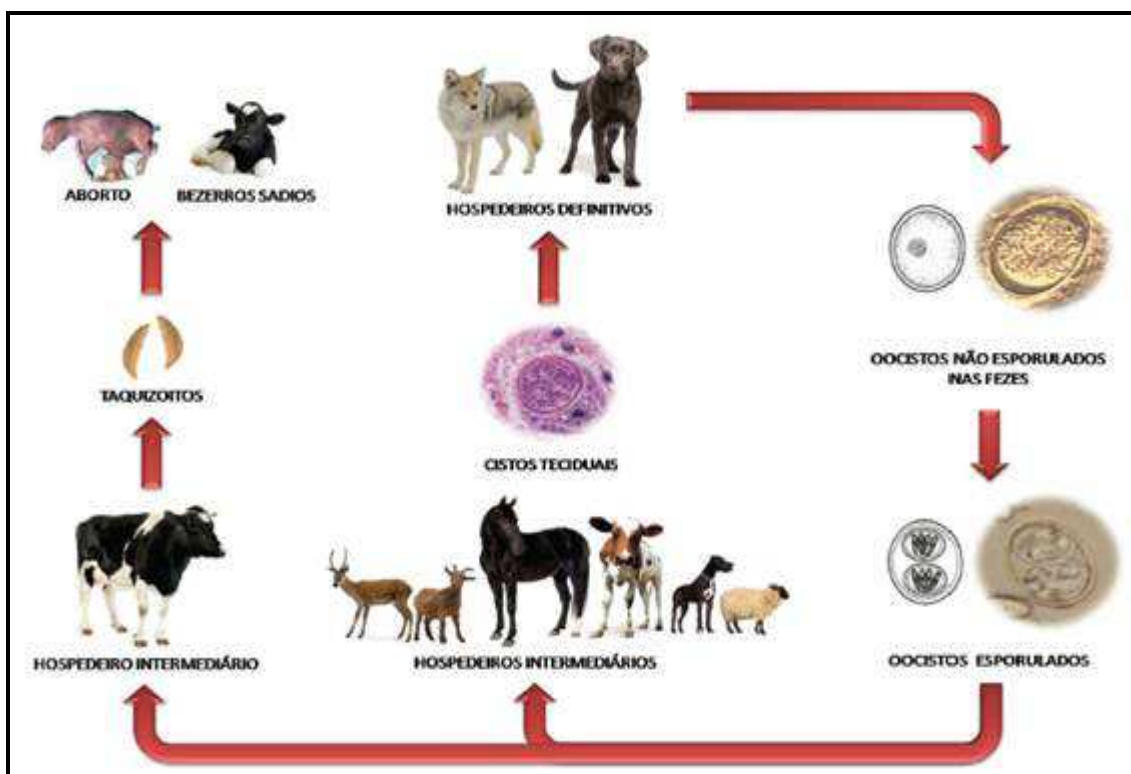 HOSPEDEIROS DEFINITIVOS
ABORTO
BEZERROS SADIOS
TAQUIZOITOS
CISTOS TECIDUAIS
OOCISTOS NÃO ESPORULADOS
NAS FEZES
HOSPEDEIRO INTERMEDIÁRIO
HOSPEDEIROS INTERMEDIÁRIOS
OOCISTOS ESPORULADOS